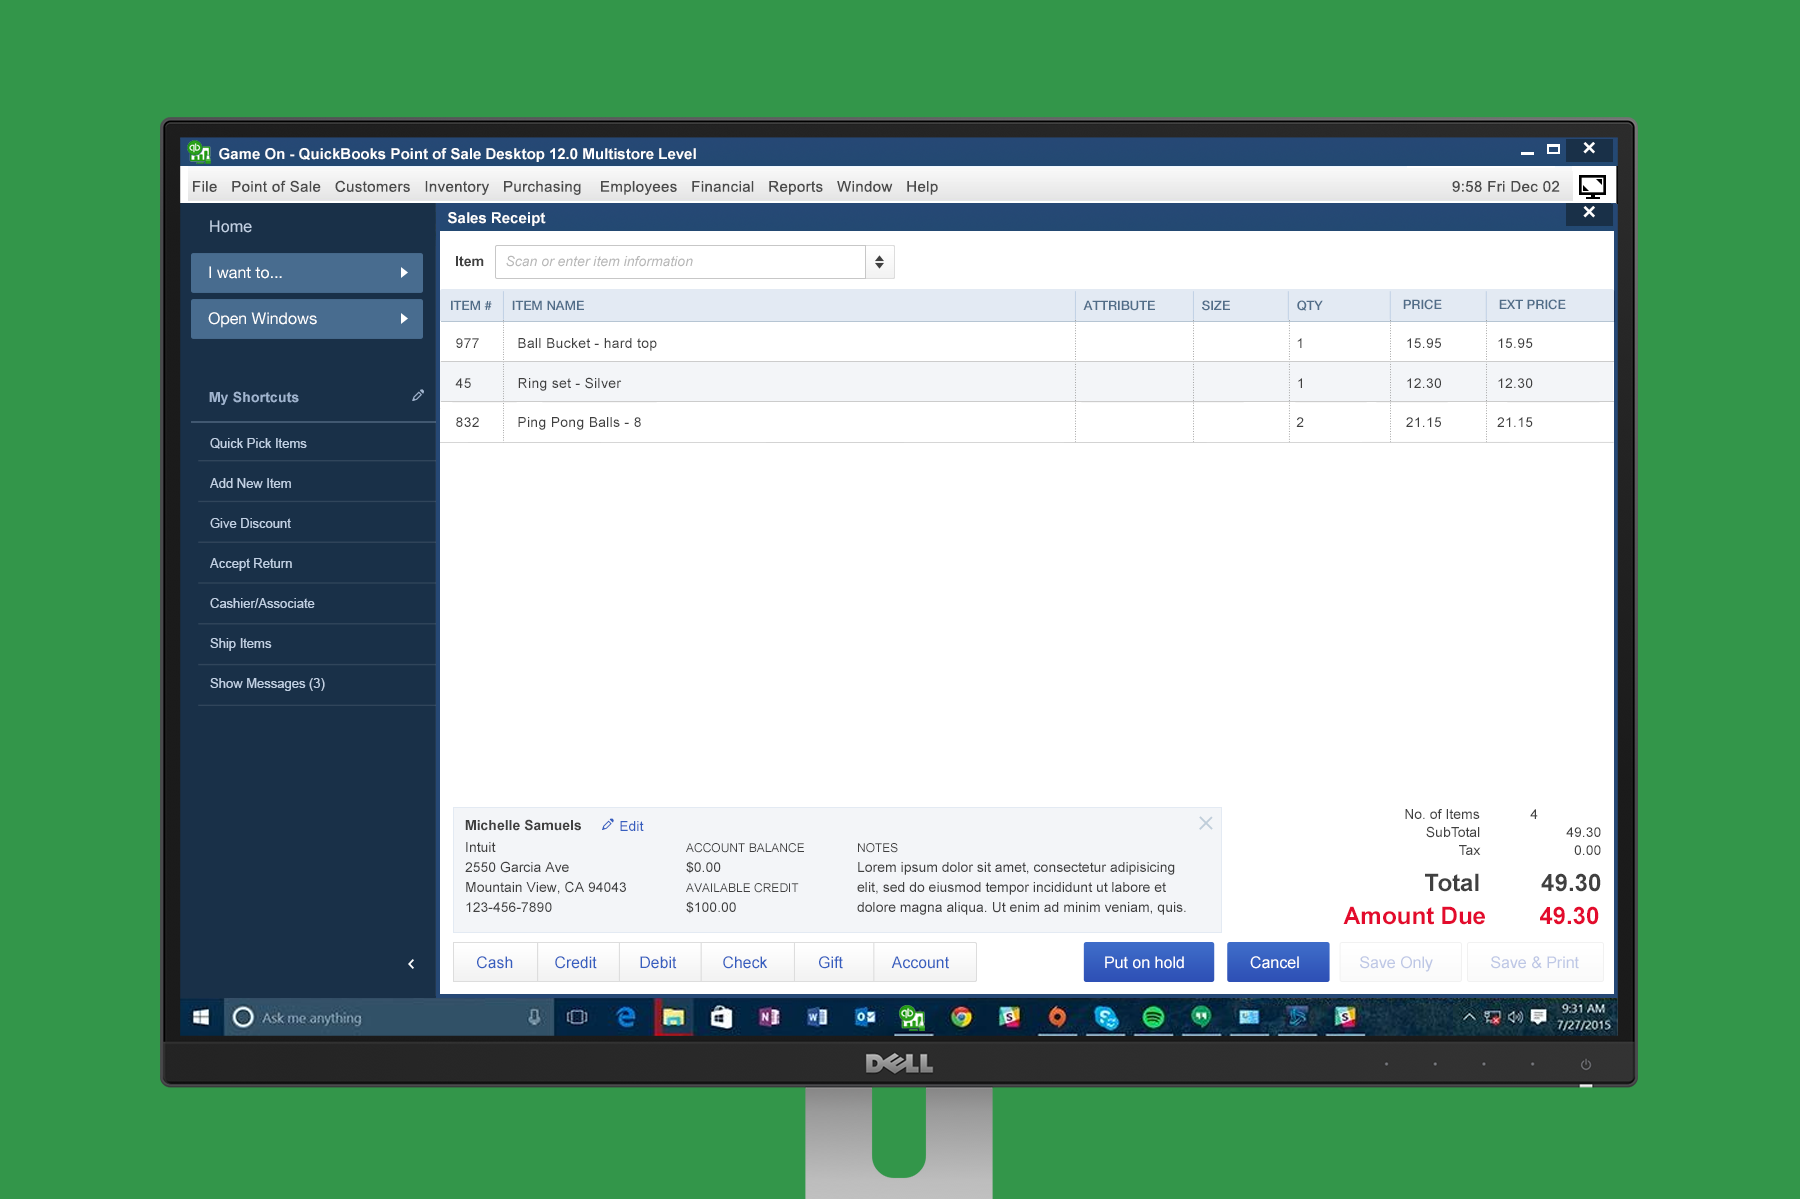 Game On - QuickBooks Point of Sale Desktop 12.0 Multistore Level
File Point of Sale Customers Inventory Purchasing Employees Financial Reports Window Help 9:58 Fri Dec 02
Home
I want to...
Open Windows
My Shortcuts
Quick Pick Items
Add New Item
Give Discount
Accept Return
Cashier/Associate
Ship Items
Show Messages (3)
Sales Receipt
Item Scan or enter item information
ITEM # ITEM NAME ATTRIBUTE SIZE QTY PRICE EXT PRICE
977 Ball Bucket - hard top 1 15.95 15.95
45 Ring set - Silver 1 12.30 12.30
832 Ping Pong Balls - 8 2 21.15 21.15
Michelle Samuels Edit
Intuit
2550 Garcia Ave
Mountain View, CA 94043
123-456-7890
ACCOUNT BALANCE
$0.00
AVAILABLE CREDIT
$100.00
NOTES
Lorem ipsum dolor sit amet, consectetur adipisicing
elit, sed do eiusmod tempor incididunt ut labore et
dolore magna aliqua. Ut enim ad minim veniam, quis.
No. of Items 4
SubTotal 49.30
Tax 0.00
Total 49.30
Amount Due 49.30
Cash Credit Debit Check Gift Account Put on hold Cancel Save Only Save & Print
Ask me anything
9:31 AM
7/27/2015
DELL